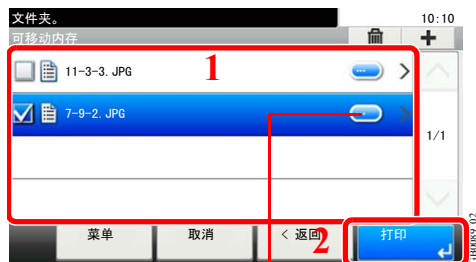 文件夹。
10:10
可移动内存
11-3-3. JPG
1
7-9-2. JPG
1/1
菜单
取消
< 返回
2
打印